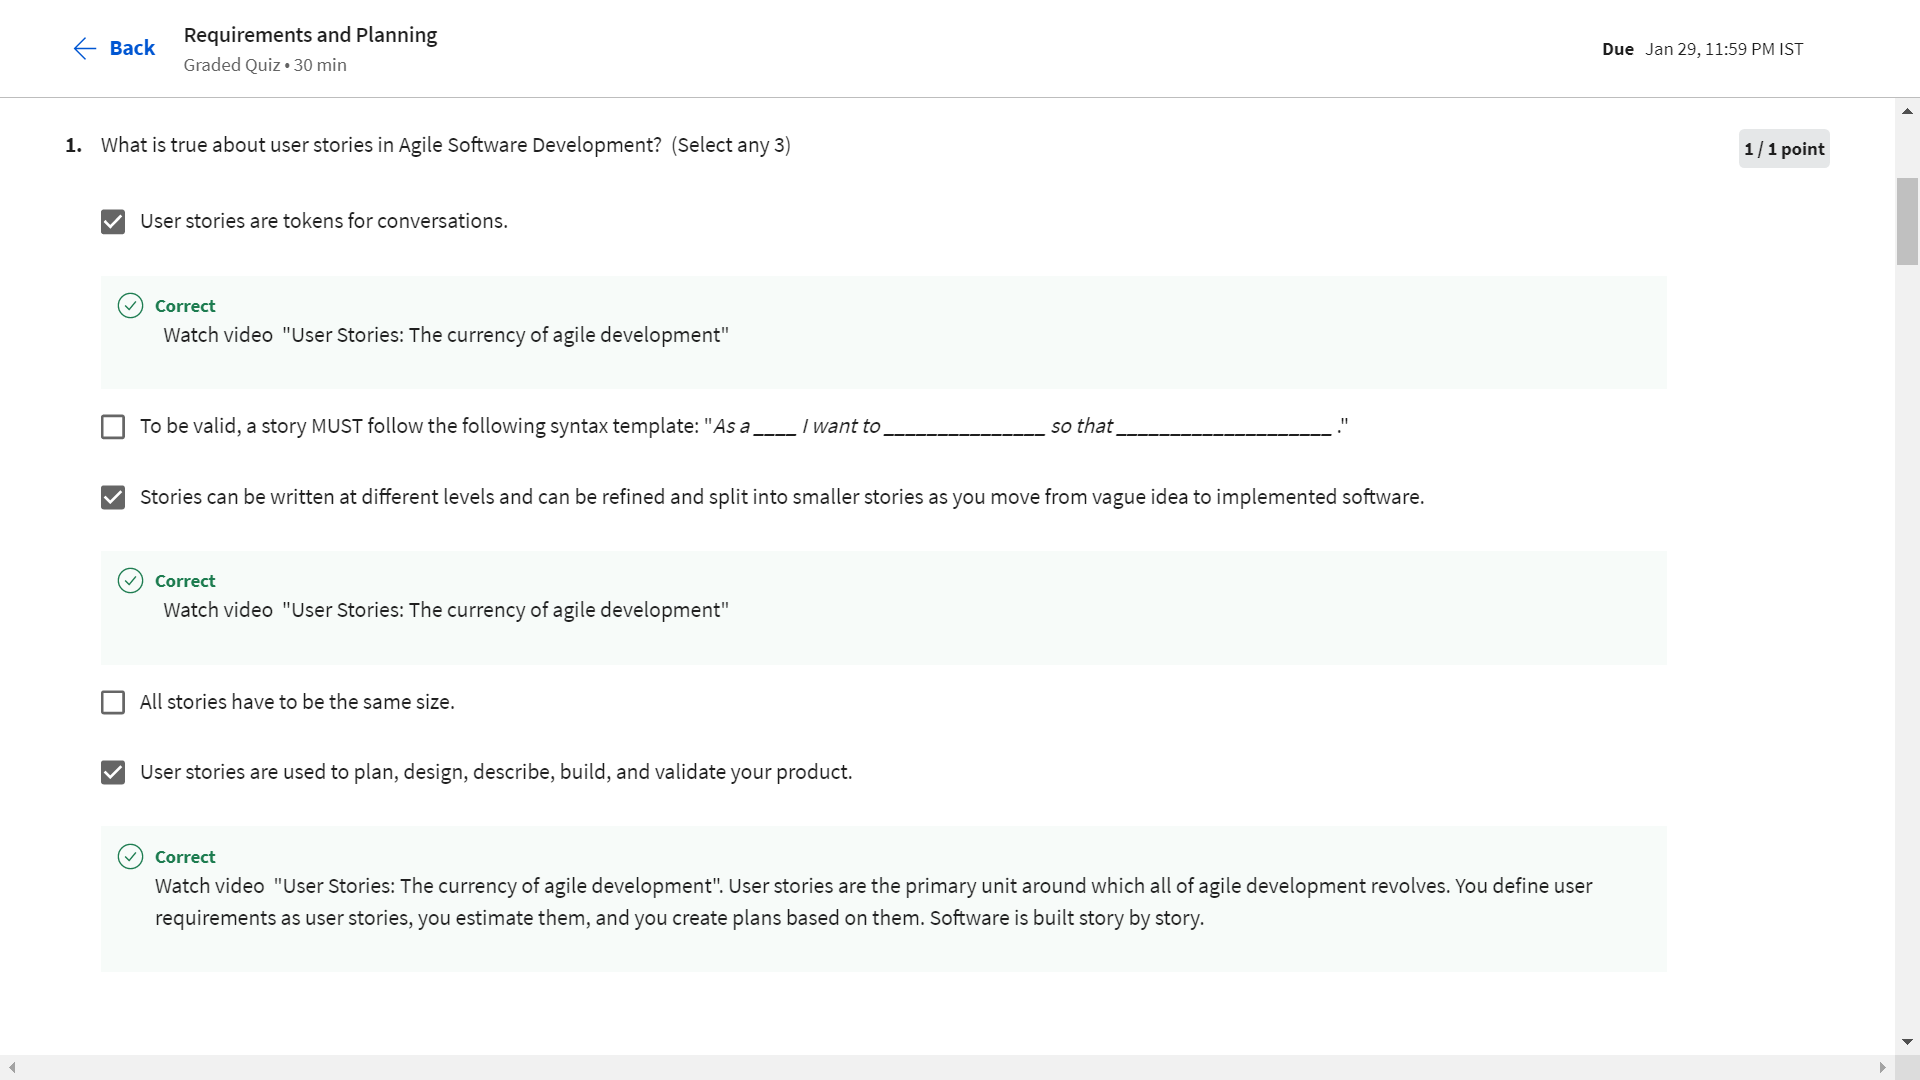 Back
Requirements and Planning
Graded Quiz • 30 min
Due Jan 29, 11:59 PM IST
1. What is true about user stories in Agile Software Development? (Select any 3)
1 / 1 point
User stories are tokens for conversations.
Correct
Watch video "User Stories: The currency of agile development"
To be valid, a story MUST follow the following syntax template: "As a ____ I want to _______________ so that ____________________ ."
Stories can be written at different levels and can be refined and split into smaller stories as you move from vague idea to implemented software.
Correct
Watch video "User Stories: The currency of agile development"
All stories have to be the same size.
User stories are used to plan, design, describe, build, and validate your product.
Correct
Watch video "User Stories: The currency of agile development". User stories are the primary unit around which all of agile development revolves. You define user
requirements as user stories, you estimate them, and you create plans based on them. Software is built story by story.